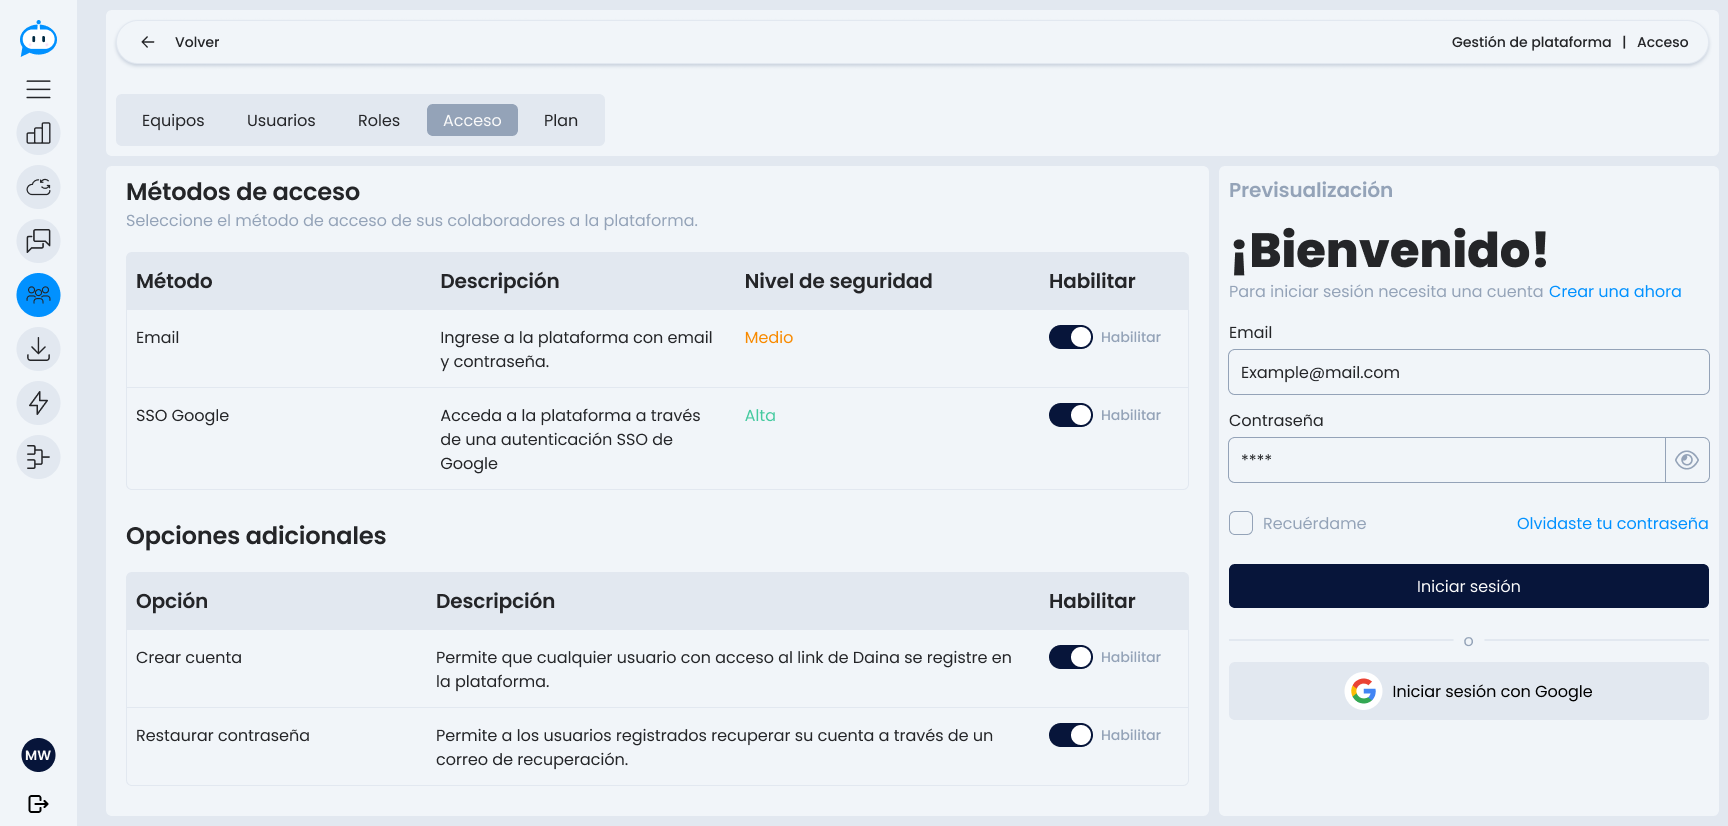 Volver
Gestión de plataforma | Acceso
Equipos Usuarios Roles Acceso Plan
Métodos de acceso
Seleccione el método de acceso de sus colaboradores a la plataforma.
Método Descripción Nivel de seguridad Habilitar
Email
Ingrese a la plataforma con email
y contraseña.
Medio
Habilitar
SSO Google
Acceda a la plataforma a través
de una autenticación SSO de
Google
Alta
Habilitar
Opciones adicionales
Opción Descripción Habilitar
Crear cuenta
Permite que cualquier usuario con acceso al link de Daina se registre en
la plataforma.
Habilitar
Restaurar contraseña
Permite a los usuarios registrados recuperar su cuenta a través de un
correo de recuperación.
Habilitar
Previsualización
¡Bienvenido!
Para iniciar sesión necesita una cuenta Crear una ahora
Email
Example@mail.com
Contraseña
****
Recuérdame
Olvidaste tu contraseña
Iniciar sesión
O
Iniciar sesión con Google
MW